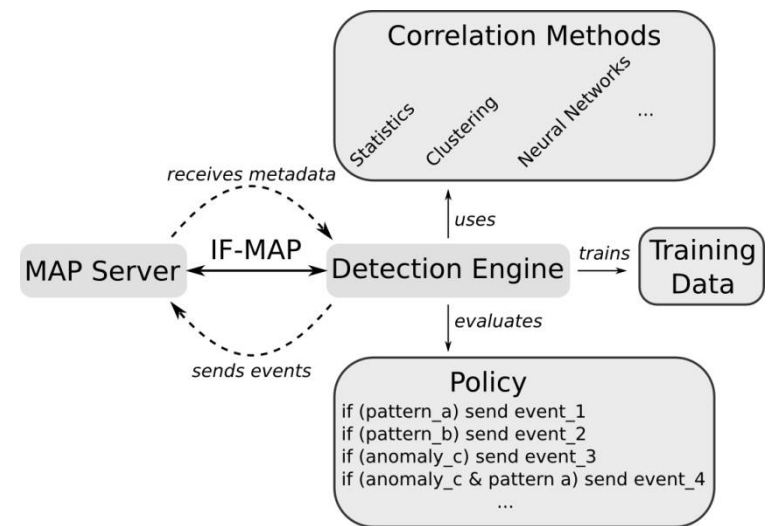 Correlation Methods
Statistics
Clustering
Neural Networks
...
receives metadata
uses
MAP Server
IF-MAP
Detection Engine
trains
Training
Data
sends events
evaluates
Policy
if (pattern_a) send event_1
if (pattern_b) send event_2
if (anomaly_c) send event_3
if (anomaly_c & pattern a) send event_4
...